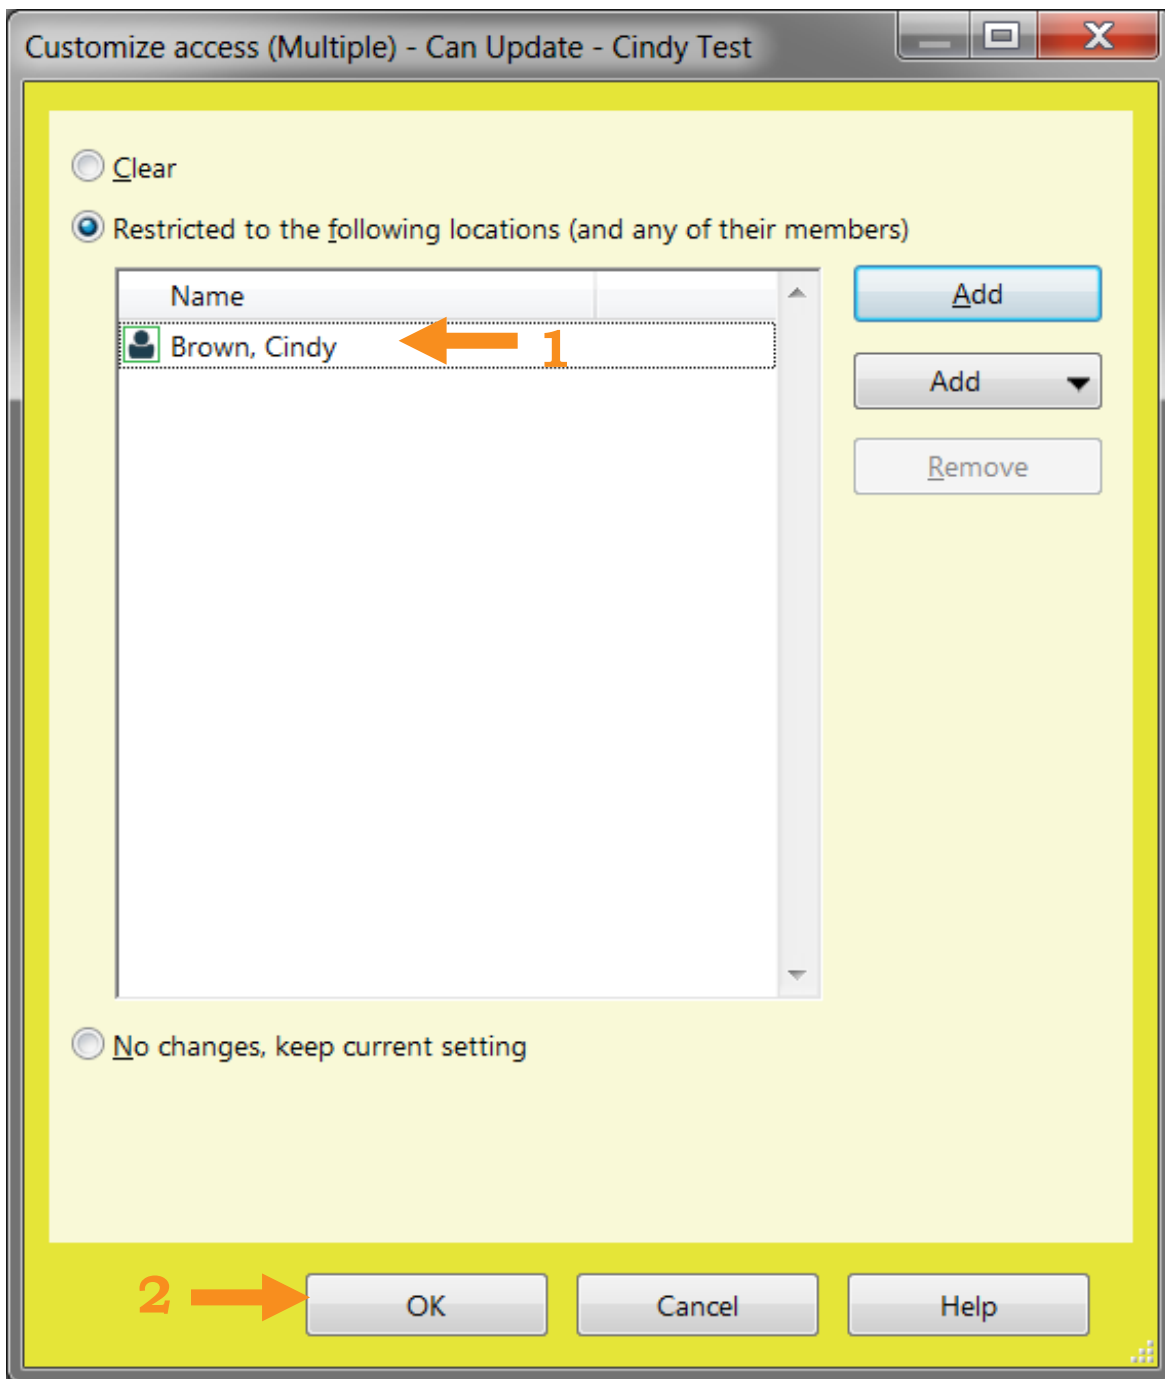 Customize access (Multiple) - Can Update - Cindy Test
Clear
Restricted to the following locations (and any of their members)
Name
Add
Brown, Cindy
1
Add
Remove
No changes, keep current setting
2
OK
Cancel
Help